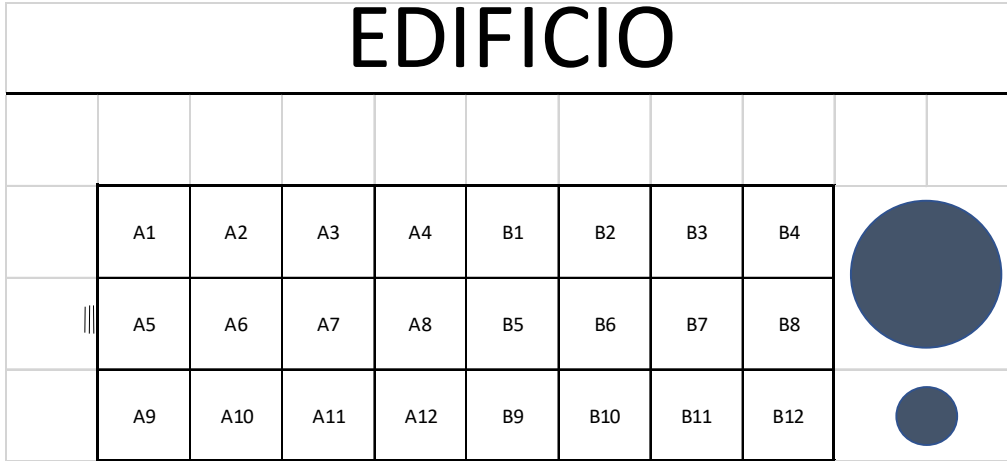 EDIFICIO
A1 A2 A3 A4 B1 B2 B3 B4
A5 A6 A7 A8 B5 B6 B7 B8
A9 A10 A11 A12 B9 B10 B11 B12